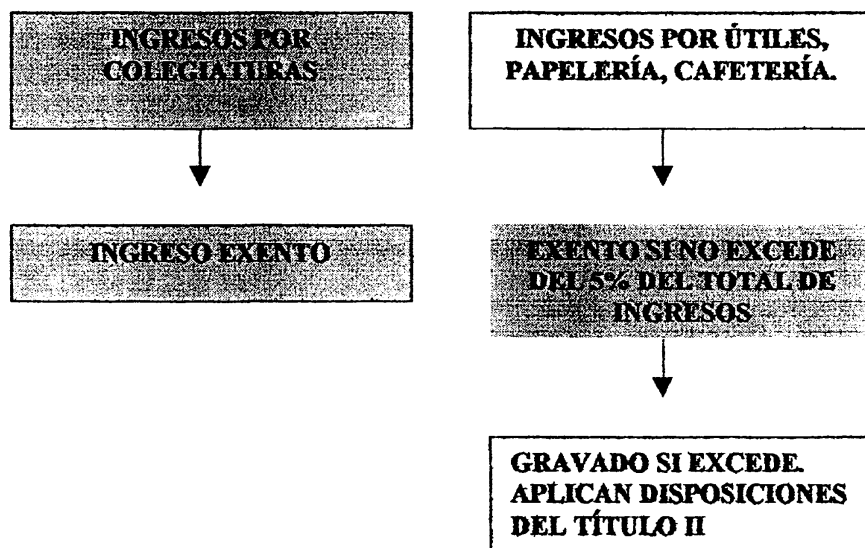 INGRESOS POR
COLEGIATURAS
INGRESOS POR ÚTILES,
PAPELERÍA, CAFETERÍA.
INGRESO EXENTO
EXENTO SI NO EXCEDE
DEL 5% DEL TOTAL DE
INGRESOS
GRAVADO SI EXCEDE.
APLICAN DISPOSICIONES
DEL TÍTULO II